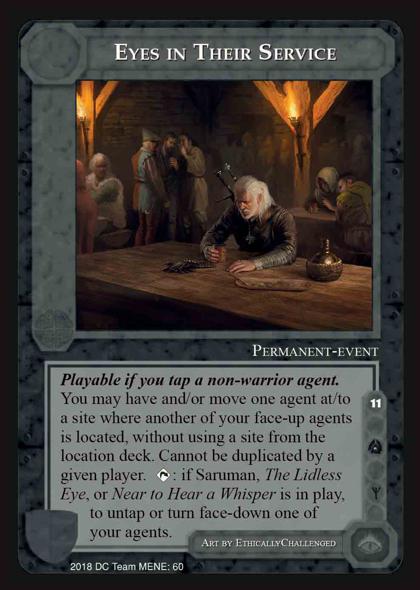 Eyes in Their Service
Permanent-event
Playable if you tap a non-warrior agent.
You may have and/or move one agent at/to
a site where another of your face-up agents
is located, without using a site from the
location deck. Cannot be duplicated by a
given player. : if Saruman, The Lidless
Eye, or Near to Hear a Whisper is in play,
to untap or turn face-down one of
your agents.
11
Art by EthicallyChallenged
2018 DC Team MENE: 60